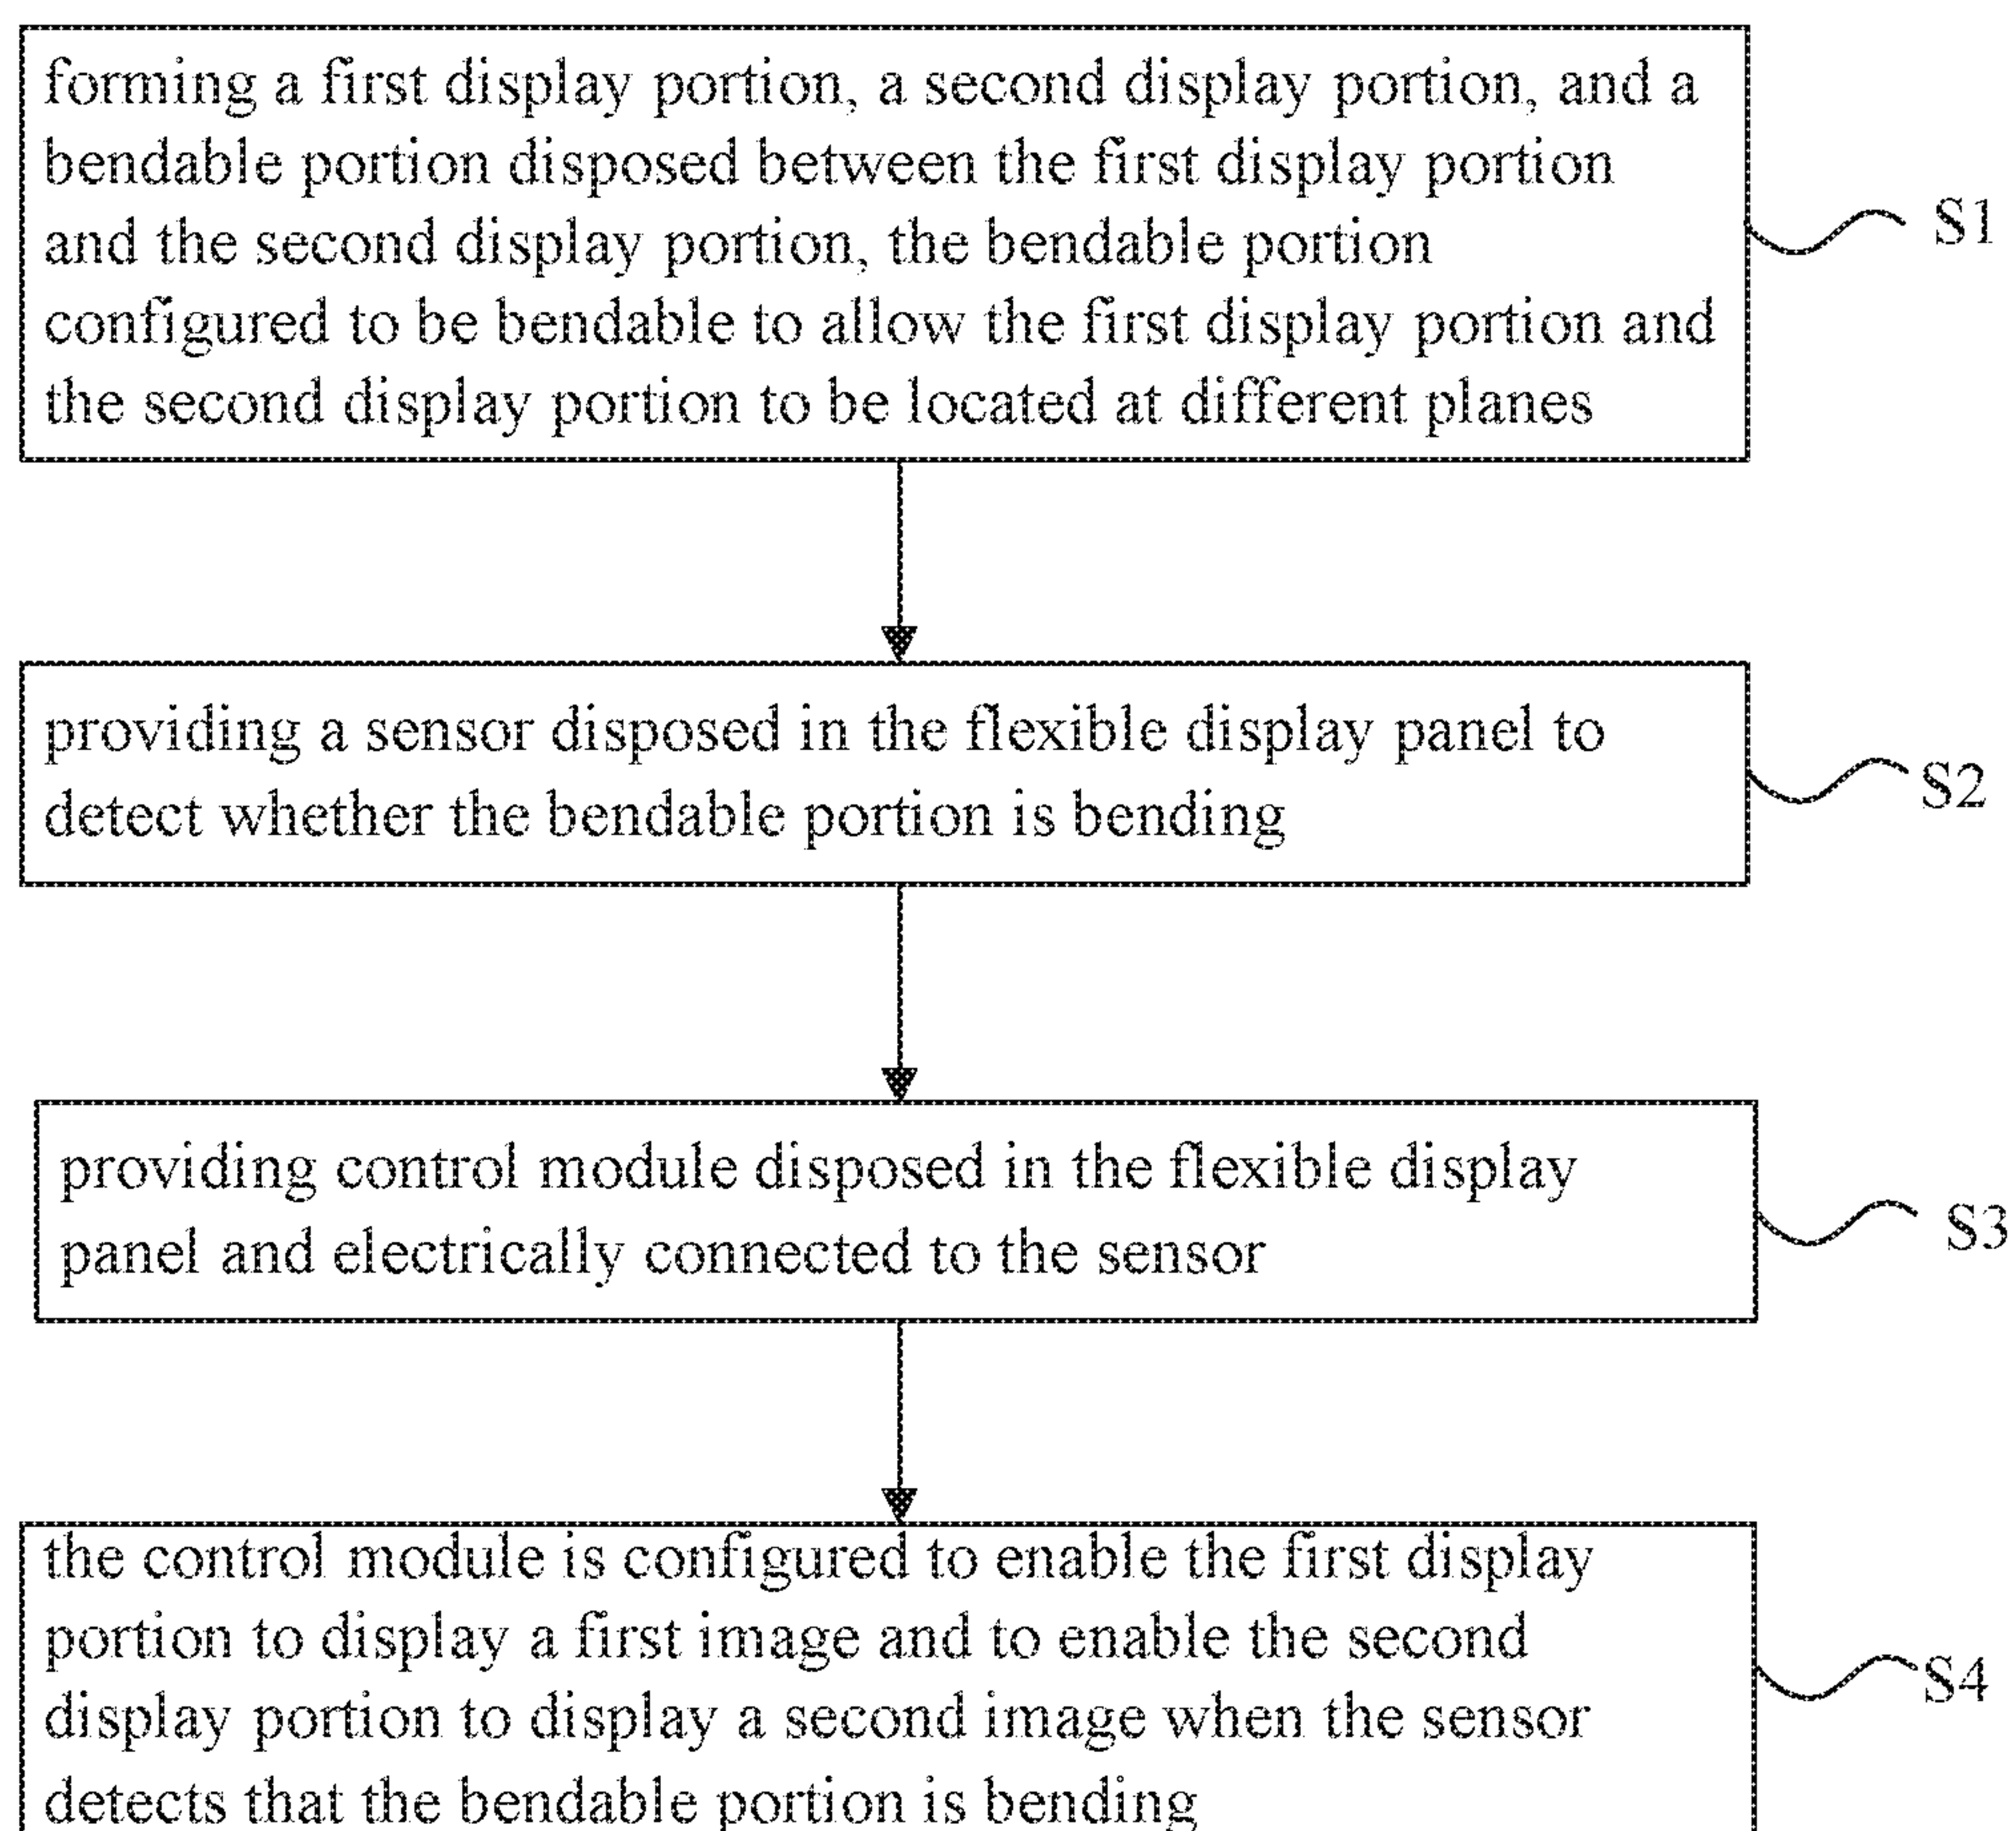 forming a first display portion, a second display portion, and a
bendable portion disposed between the first display portion
and the second display portion, the bendable portion
configured to be bendable to allow the first display portion and
the second display portion to be located at different planes
S1
providing a sensor disposed in the flexible display panel to
detect whether the bendable portion is bending
S2
providing control module disposed in the flexible display
panel and electrically connected to the sensor
S3
the control module is configured to enable the first display
portion to display a first image and to enable the second
display portion to display a second image when the sensor
detects that the bendable portion is bending
S4